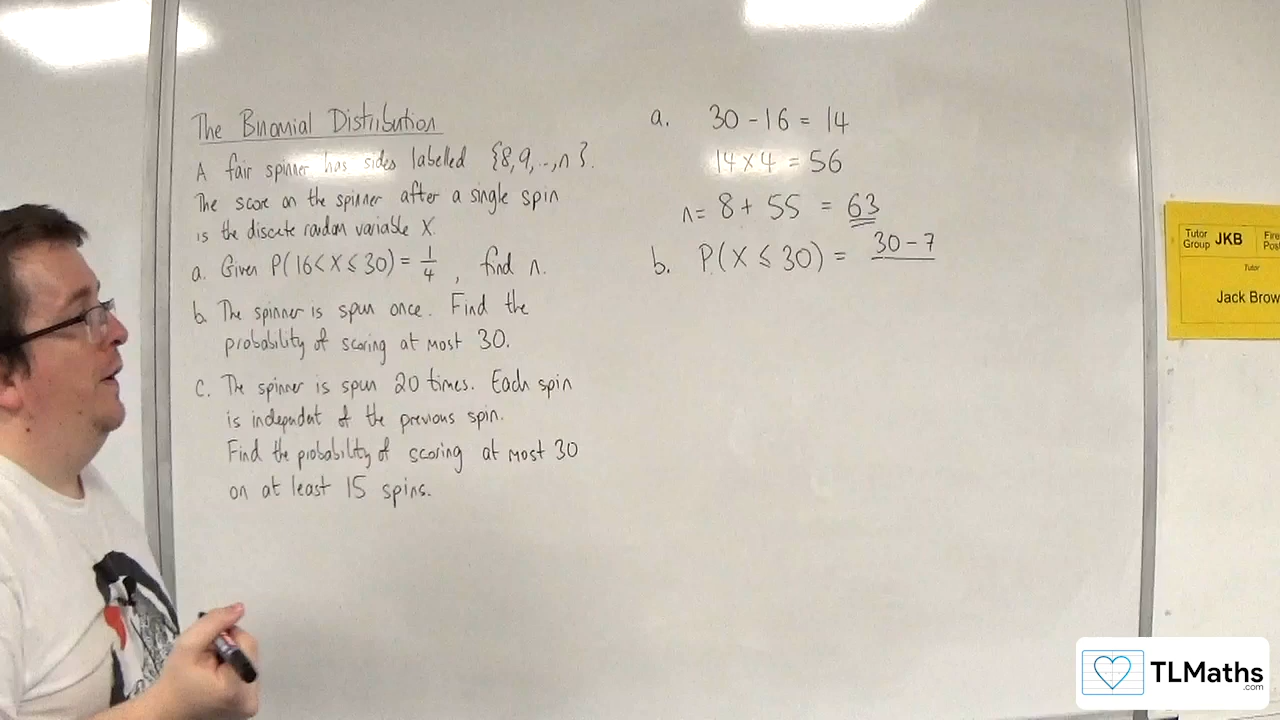 The Binomial Distribution
A fair spinner has sides labelled {8, 9, ..., n}.
The score on the spinner after a single spin
is the discrete random variable X.
a. Given P(16 < X ≤ 30) = 1/4, find n.
b. The spinner is spun once. Find the
probability of scoring at most 30.
c. The spinner is spun 20 times. Each spin
is independent of the previous spin.
Find the probability of scoring at most 30
on at least 15 spins.
a. 30 - 16 = 14
14 × 4 = 56
n = 8 + 55 = 63
b. P(X ≤ 30) = 30 - 7
Tutor
Group JKB
Fire
Tutor
Jack Brow
TLMaths
.com